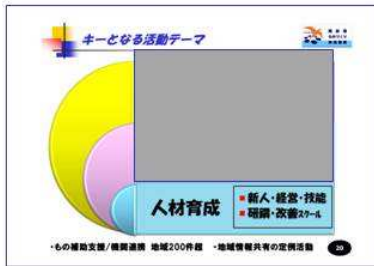 キーとなる活動テーマ
人材育成
新人・経営・技能
研鑽・改善スクール
・もの補助支援/機関連携 地域200件超 ・地域情報共有の定例活動
20